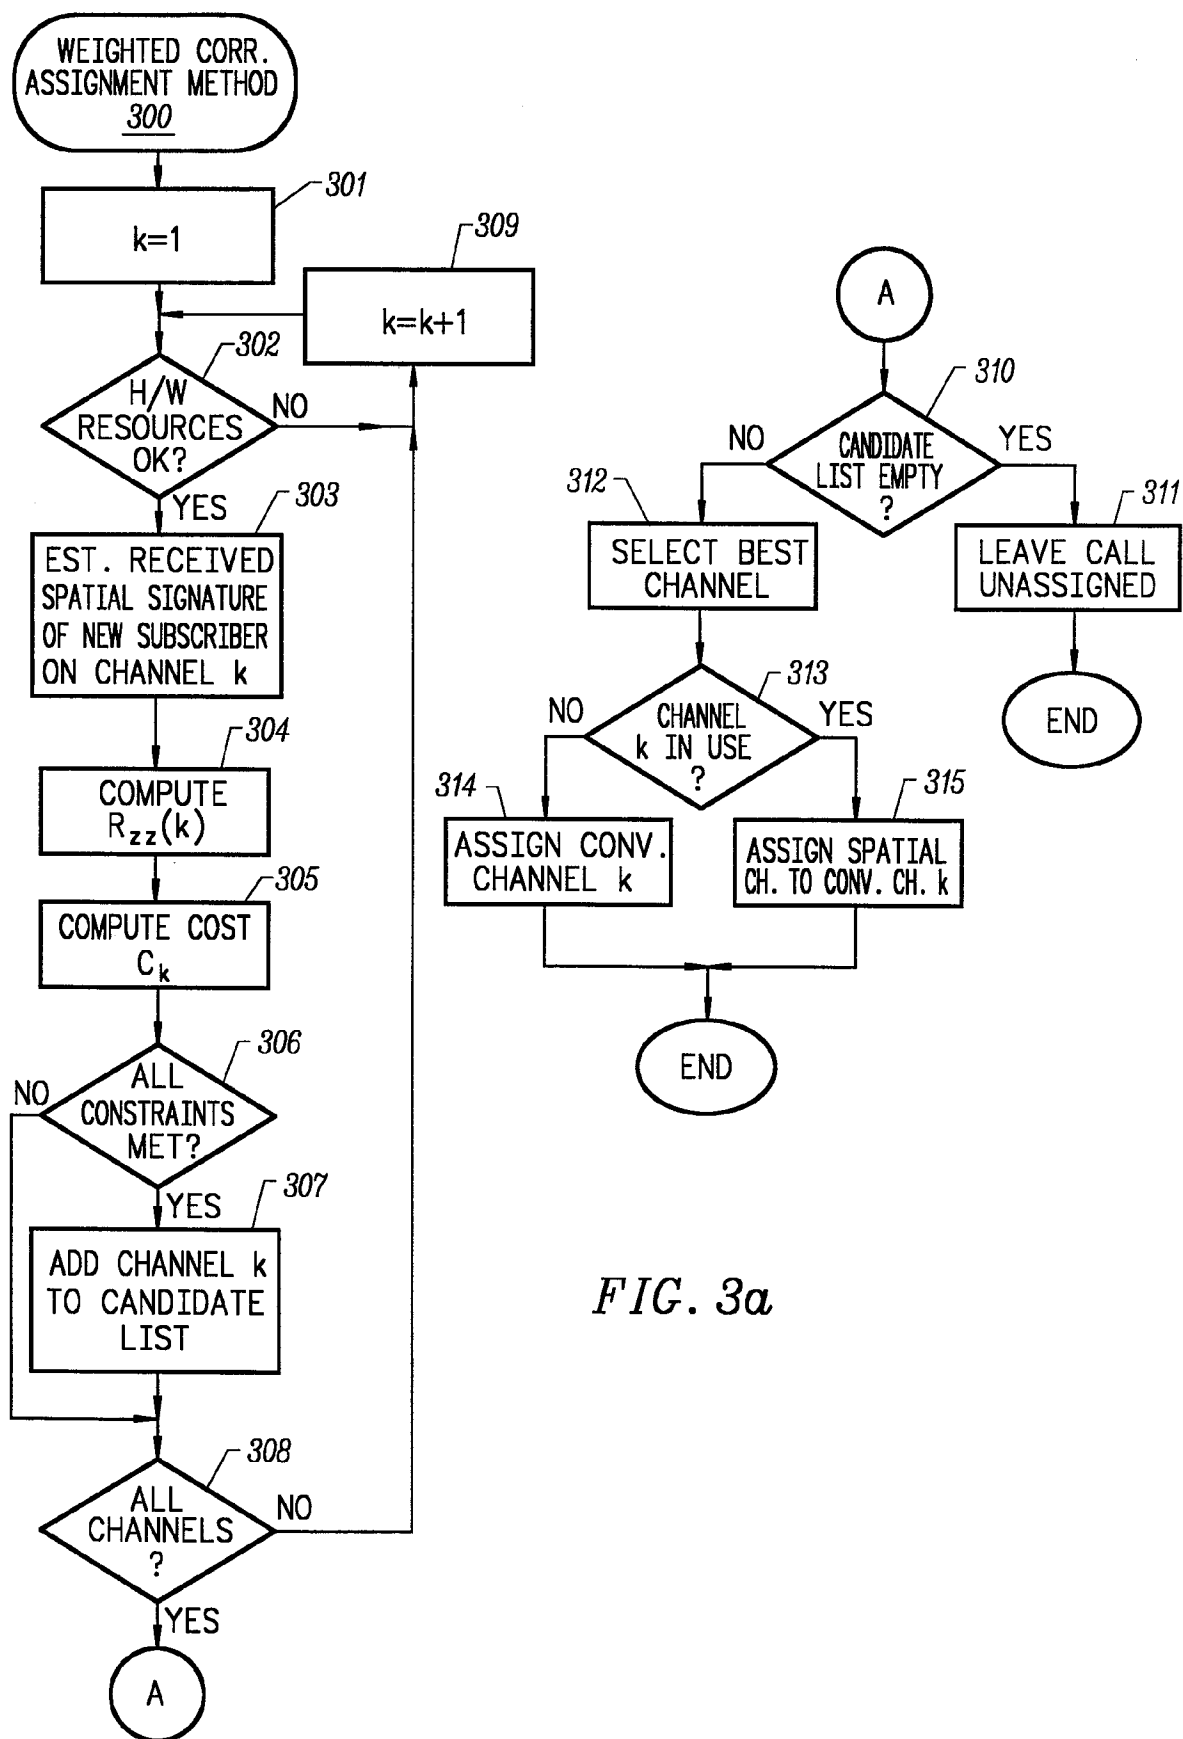 WEIGHTED CORR.
ASSIGNMENT METHOD
300
301
k=1
309
k=k+1
302
H/W
RESOURCES
OK?
NO
YES
303
EST. RECEIVED
SPATIAL SIGNATURE
OF NEW SUBSCRIBER
ON CHANNEL k
304
COMPUTE
Rzz(k)
305
COMPUTE COST
Ck
306
ALL
CONSTRAINTS
MET?
NO
YES
307
ADD CHANNEL k
TO CANDIDATE
LIST
308
ALL
CHANNELS
?
NO
YES
A
A
310
CANDIDATE
LIST EMPTY
?
NO
YES
312
SELECT BEST
CHANNEL
311
LEAVE CALL
UNASSIGNED
END
313
CHANNEL
k IN USE
?
NO
YES
314
ASSIGN CONV.
CHANNEL k
315
ASSIGN SPATIAL
CH. TO CONV. CH. k
END
FIG. 3a